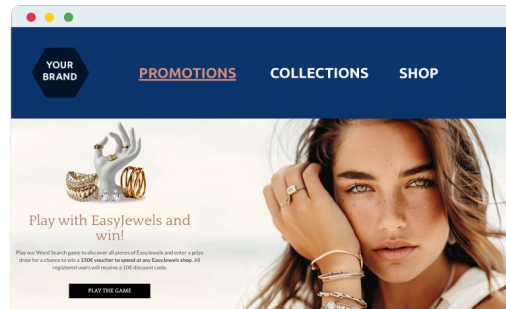 YOUR
BRAND
PROMOTIONS
COLLECTIONS
SHOP
Play with EasyJewels and
win!
Play our Word Search game to discover all pieces of EasyJewels and enter a prize
draw for a chance to win a 150€ voucher to spend at any EasyJewels shop. All
registered users will receive a 10€ discount code.
PLAY THE GAME